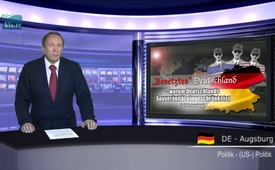 kla.tv
"Besetztes" Deutschland
... warum Deutschlands
Souveränität eingeschränkt ist
DE - Augsburg
Politik - (US-) Politik